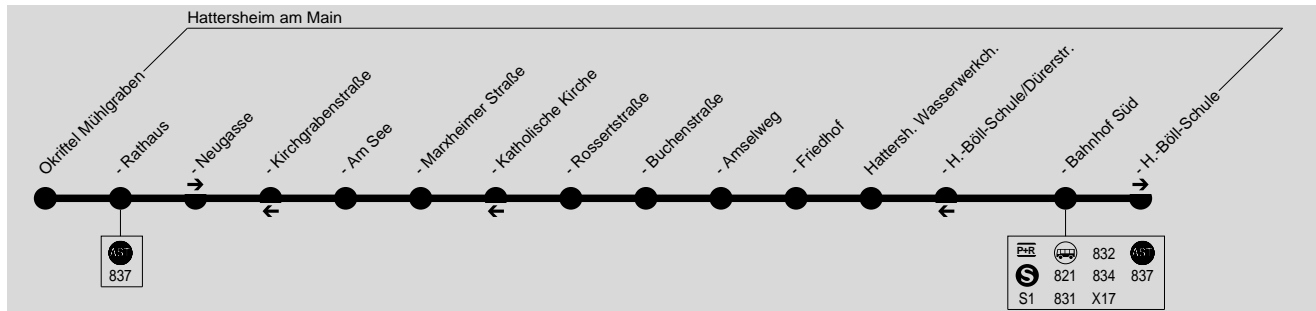 Hattersheim am Main
Okriftel Mühlgraben
- Rathaus
- Neugasse
- Kirchgrabenstraße
- Am See
- Marxheimer Straße
- Katholische Kirche
- Rossertstraße
- Buchenstraße
- Amselweg
- Friedhof
Hattersh. Wasserwerkch.
- H.-Böll-Schule/Dürerstr.
- Bahnhof Süd
- H.-Böll-Schule
AST
837
P+R 832 AST
S 821 834 837
S1 831 X17